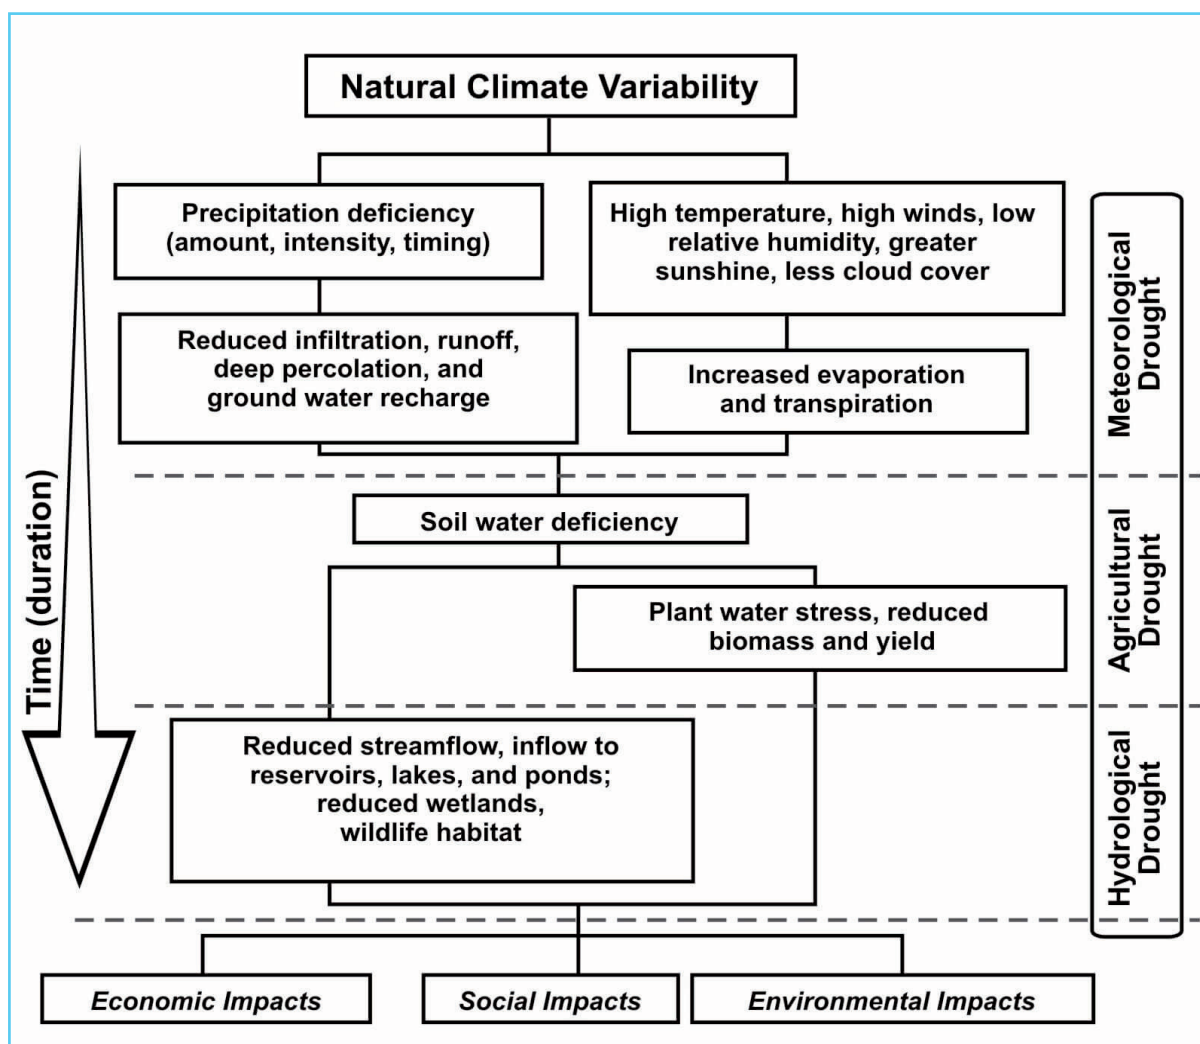 Natural Climate Variability
Precipitation deficiency
(amount, intensity, timing)
High temperature, high winds, low
relative humidity, greater
sunshine, less cloud cover
Reduced infiltration, runoff,
deep percolation, and
ground water recharge
Increased evaporation
and transpiration
Meteorological
Drought
Time (duration)
Soil water deficiency
Plant water stress, reduced
biomass and yield
Agricultural
Drought
Reduced streamflow, inflow to
reservoirs, lakes, and ponds;
reduced wetlands,
wildlife habitat
Hydrological
Drought
Economic Impacts
Social Impacts
Environmental Impacts